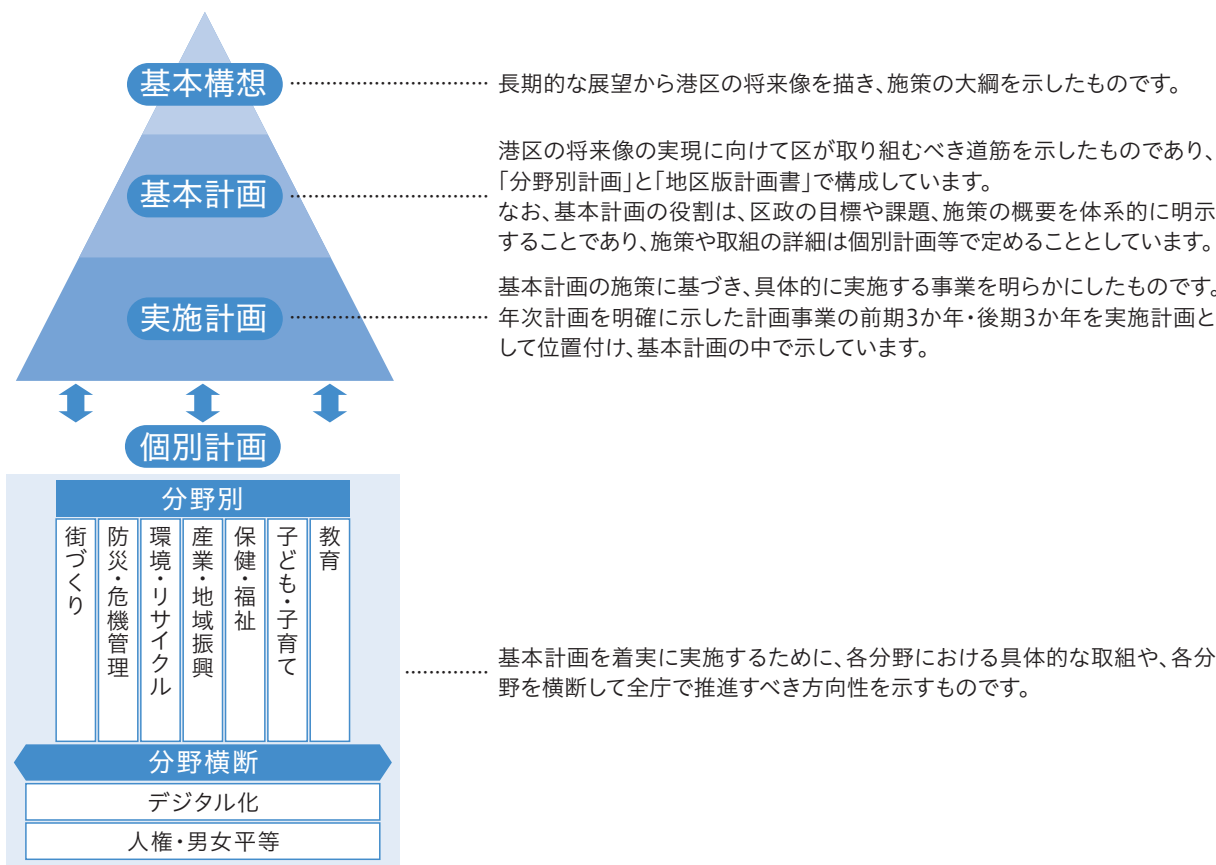 基本構想
長期的な展望から港区の将来像を描き、施策の大綱を示したものです。
基本計画
港区の将来像の実現に向けて区が取り組むべき道筋を示したものであり、
「分野別計画」と「地区版計画書」で構成しています。
なお、基本計画の役割は、区政の目標や課題、施策の概要を体系的に明示
することであり、施策や取組の詳細は個別計画等で定めることとしています。
実施計画
基本計画の施策に基づき、具体的に実施する事業を明らかにしたものです。
年次計画を明確に示した計画事業の前期3か年・後期3か年を実施計画と
して位置付け、基本計画の中で示しています。
個別計画
分野別
街づくり
防災・危機管理
環境・リサイクル
産業・地域振興
保健・福祉
子ども・子育て
教育
基本計画を着実に実施するために、各分野における具体的な取組や、各分
野を横断して全庁で推進すべき方向性を示すものです。
分野横断
デジタル化
人権・男女平等